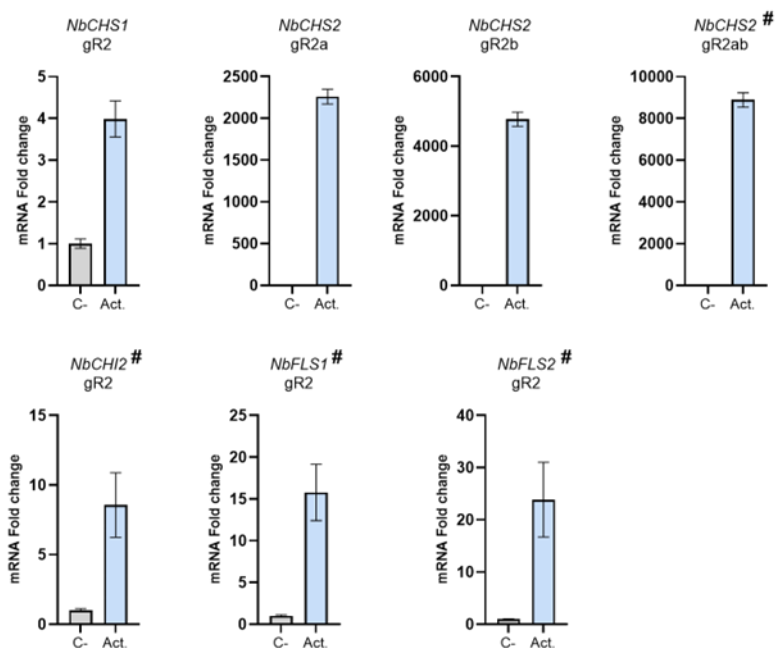 NbCHS1
gR2
mRNA Fold change
5
4
3
2
1
0
C- Act.
NbCHS2
gR2a
mRNA Fold change
2500
2000
1500
1000
500
0
C- Act.
NbCHS2
gR2b
mRNA Fold change
6000
4000
2000
0
C- Act.
NbCHS2 #
gR2ab
mRNA Fold change
10000
8000
6000
4000
2000
0
C- Act.
NbCHI2 #
gR2
mRNA Fold change
15
10
5
0
C- Act.
NbFLS1 #
gR2
mRNA Fold change
25
20
15
10
5
0
C- Act.
NbFLS2 #
gR2
mRNA Fold change
40
30
20
10
0
C- Act.